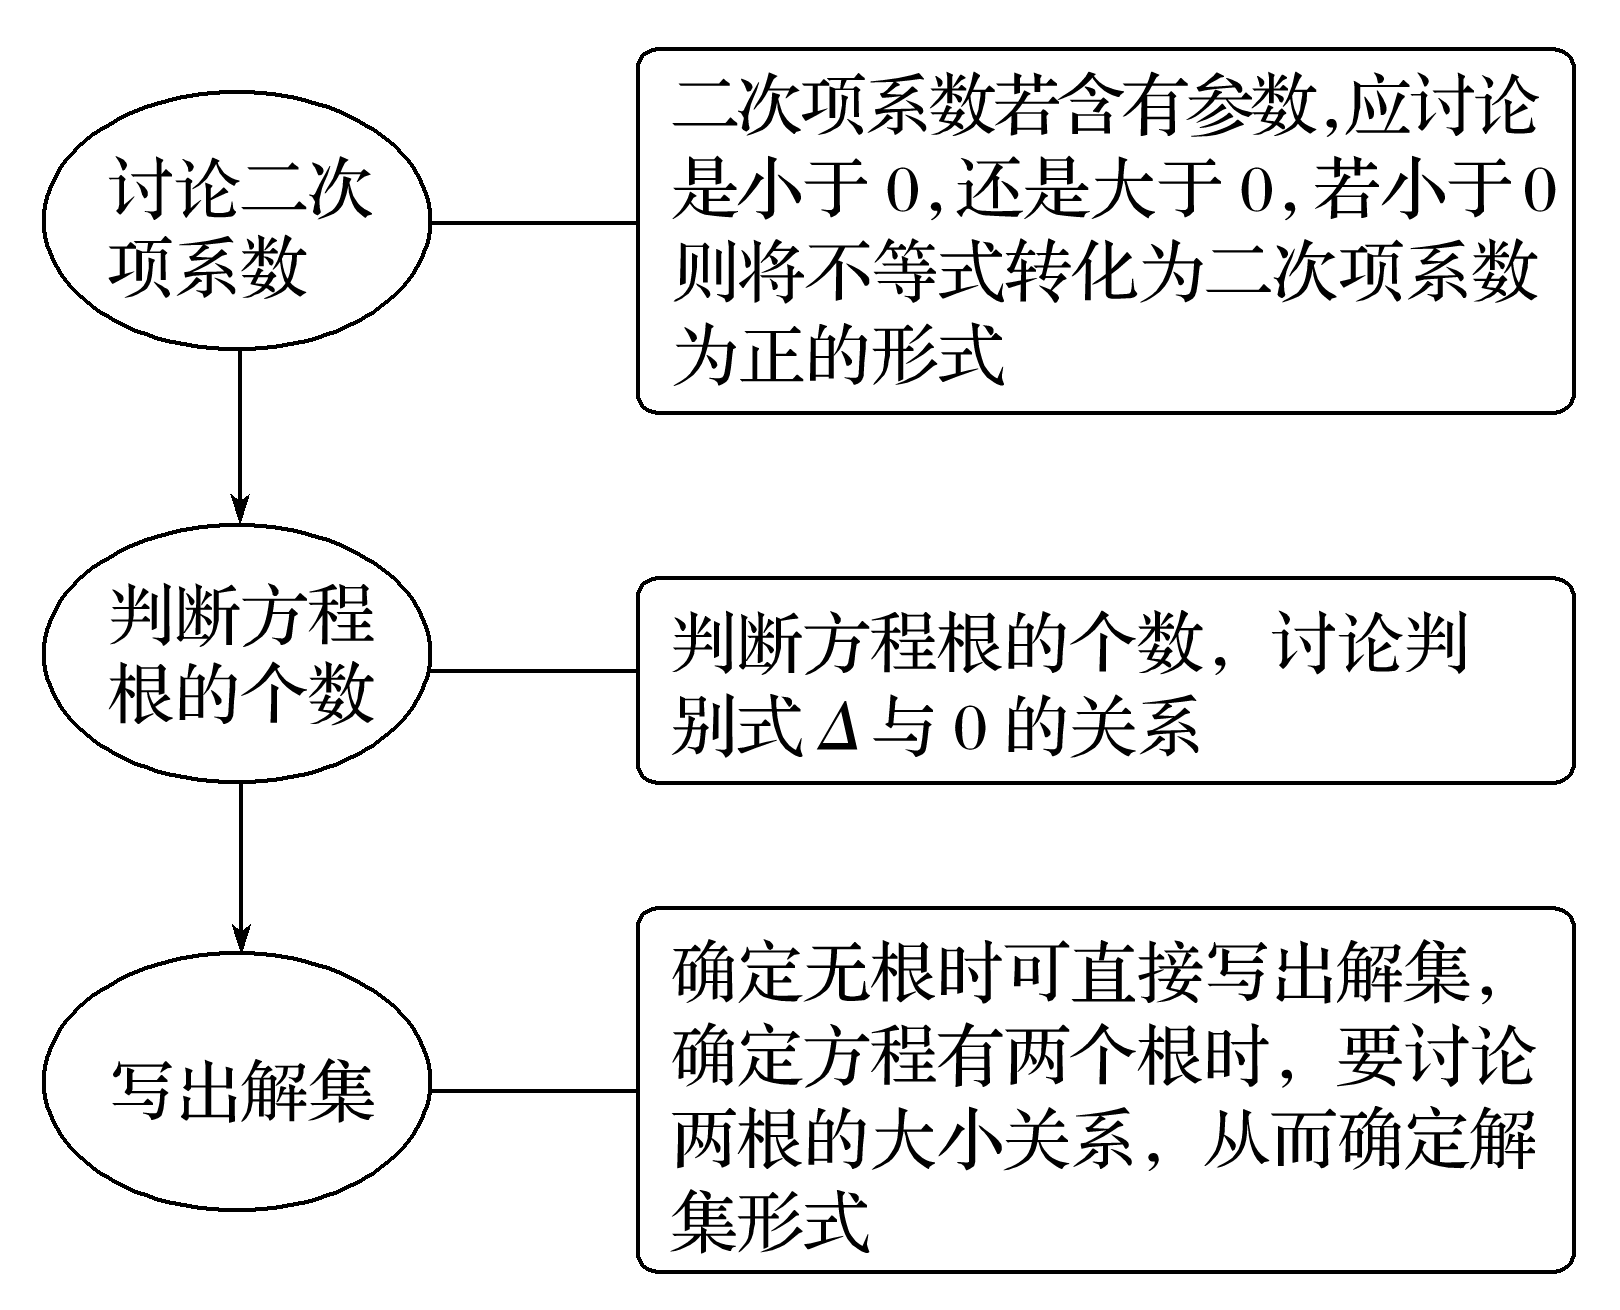 讨论二次
项系数
二次项系数若含有参数,应讨论
是小于 0,还是大于 0,若小于 0
则将不等式转化为二次项系数
为正的形式
判断方程
根的个数
判断方程根的个数，讨论判
别式 Δ 与 0 的关系
写出解集
确定无根时可直接写出解集，
确定方程有两个根时，要讨论
两根的大小关系，从而确定解
集形式